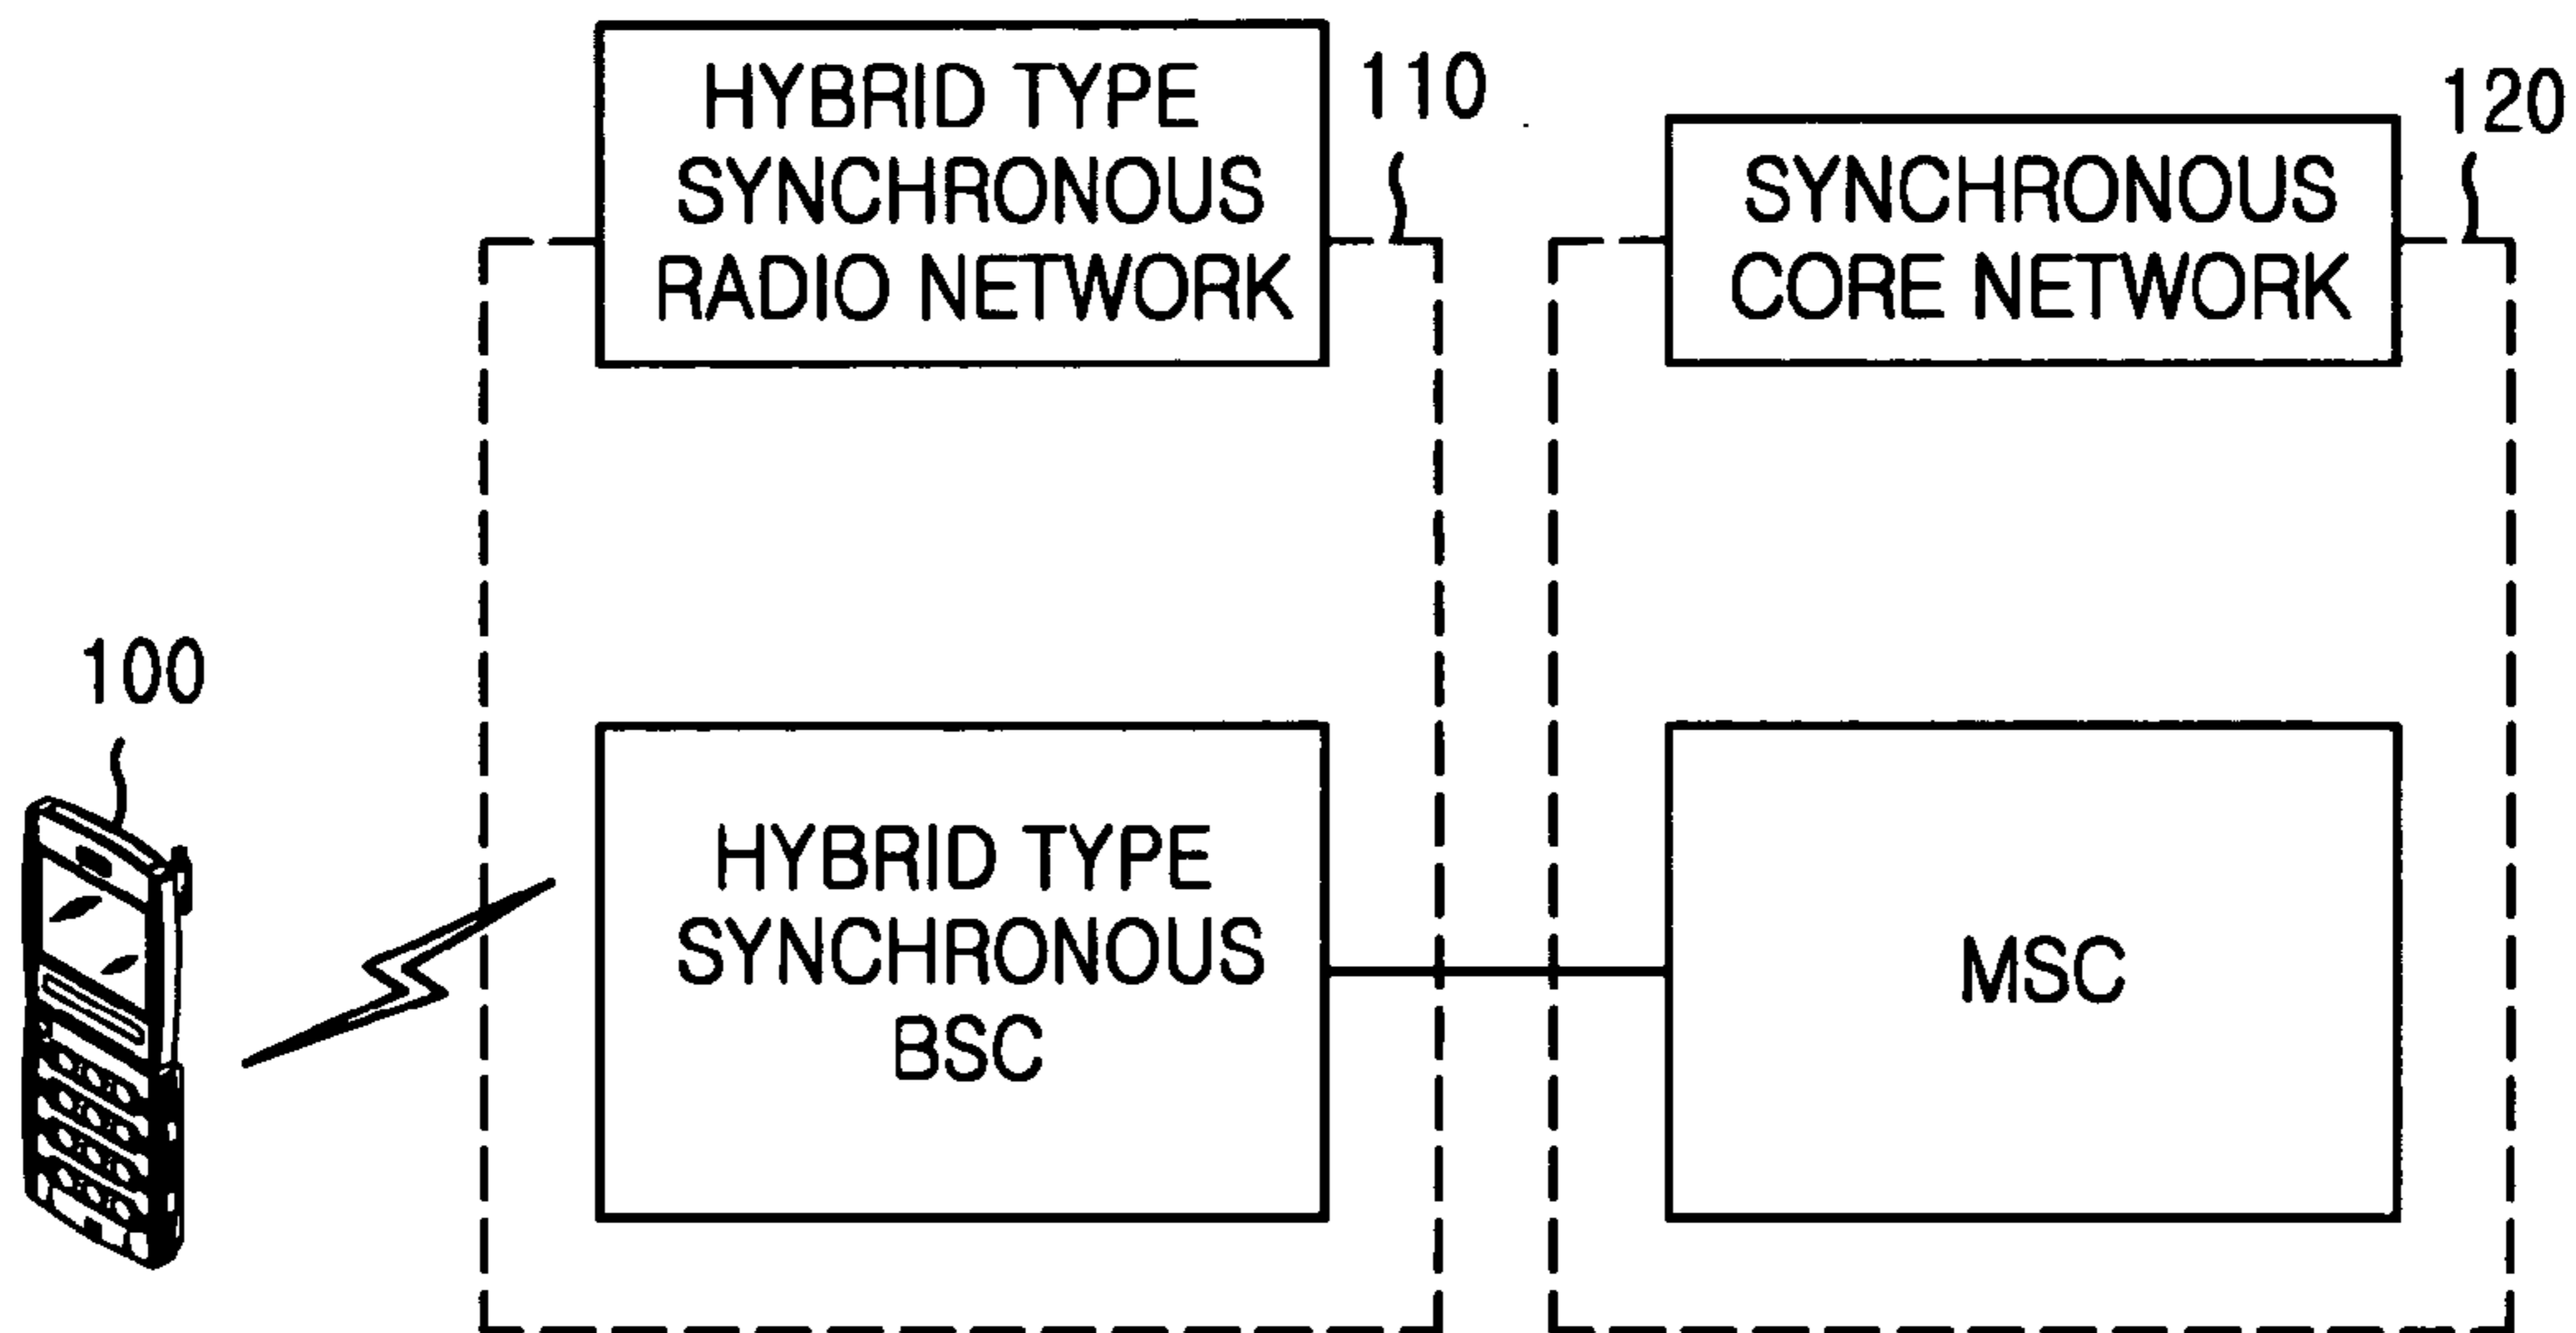 HYBRID TYPE
SYNCHRONOUS
RADIO NETWORK
110
SYNCHRONOUS
CORE NETWORK
120
100
HYBRID TYPE
SYNCHRONOUS
BSC
MSC